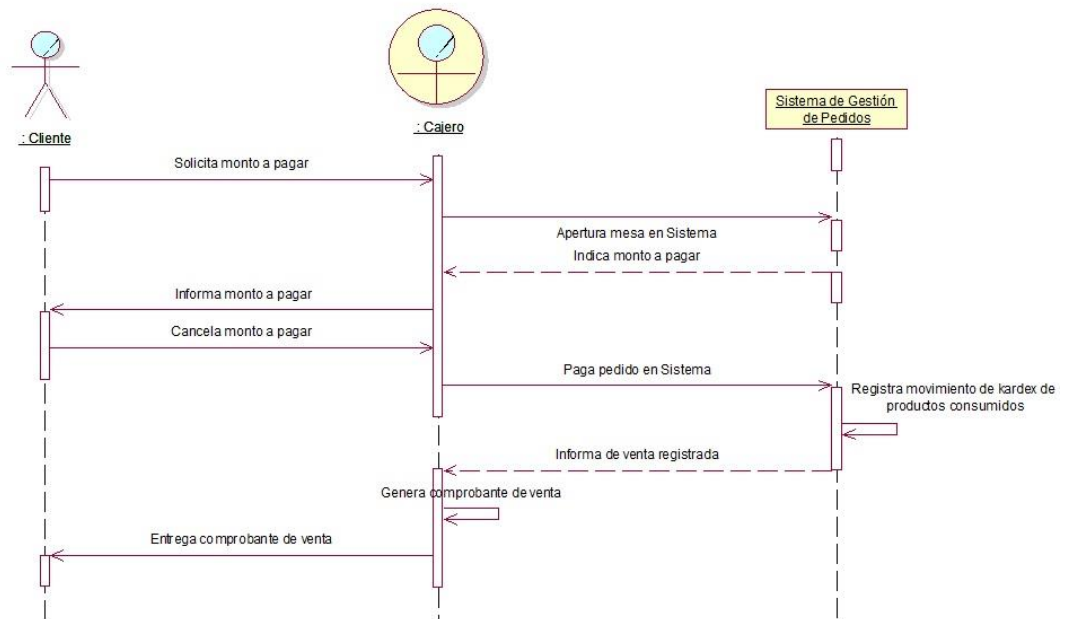 : Cliente
: Cajero
Sistema de Gestión
de Pedidos
Solicita monto a pagar
Apertura mesa en Sistema
Indica monto a pagar
Informa monto a pagar
Cancela monto a pagar
Paga pedido en Sistema
Registra movimiento de kardex de
productos consumidos
Informa de venta registrada
Genera comprobante de venta
Entrega comprobante de venta